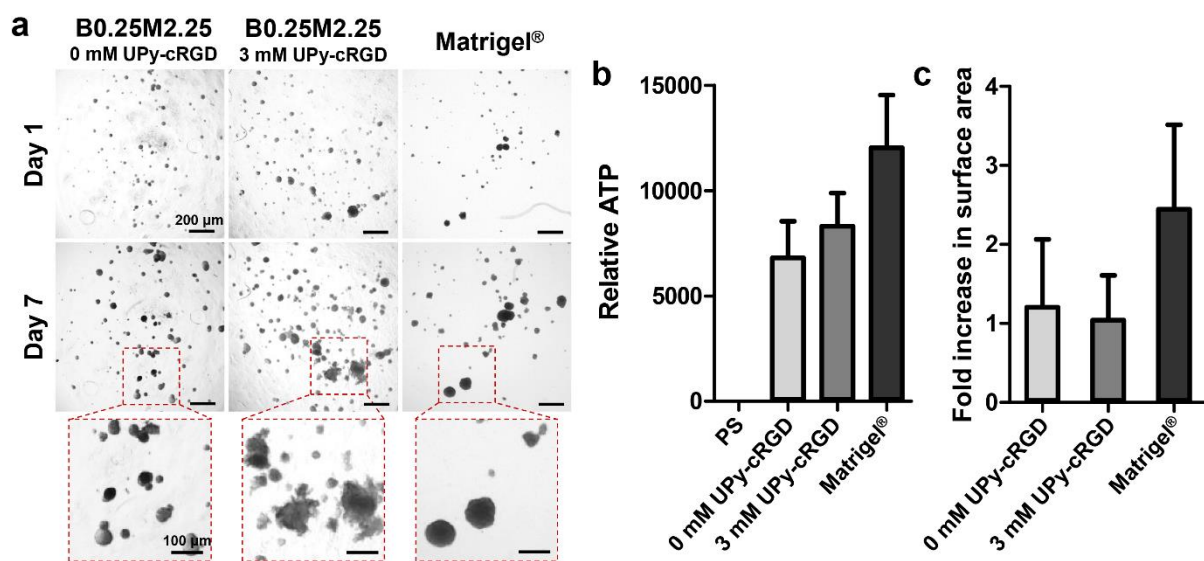 a
B0.25M2.25
0 mM UPy-cRGD
B0.25M2.25
3 mM UPy-cRGD
Matrigel®
Day 1
200 µm
Day 7
100 µm
b
Relative ATP
15000
10000
5000
0
PS
0 mM UPy-cRGD
3 mM UPy-cRGD
Matrigel®
c
Fold increase in surface area
4
3
2
1
0
0 mM UPy-cRGD
3 mM UPy-cRGD
Matrigel®